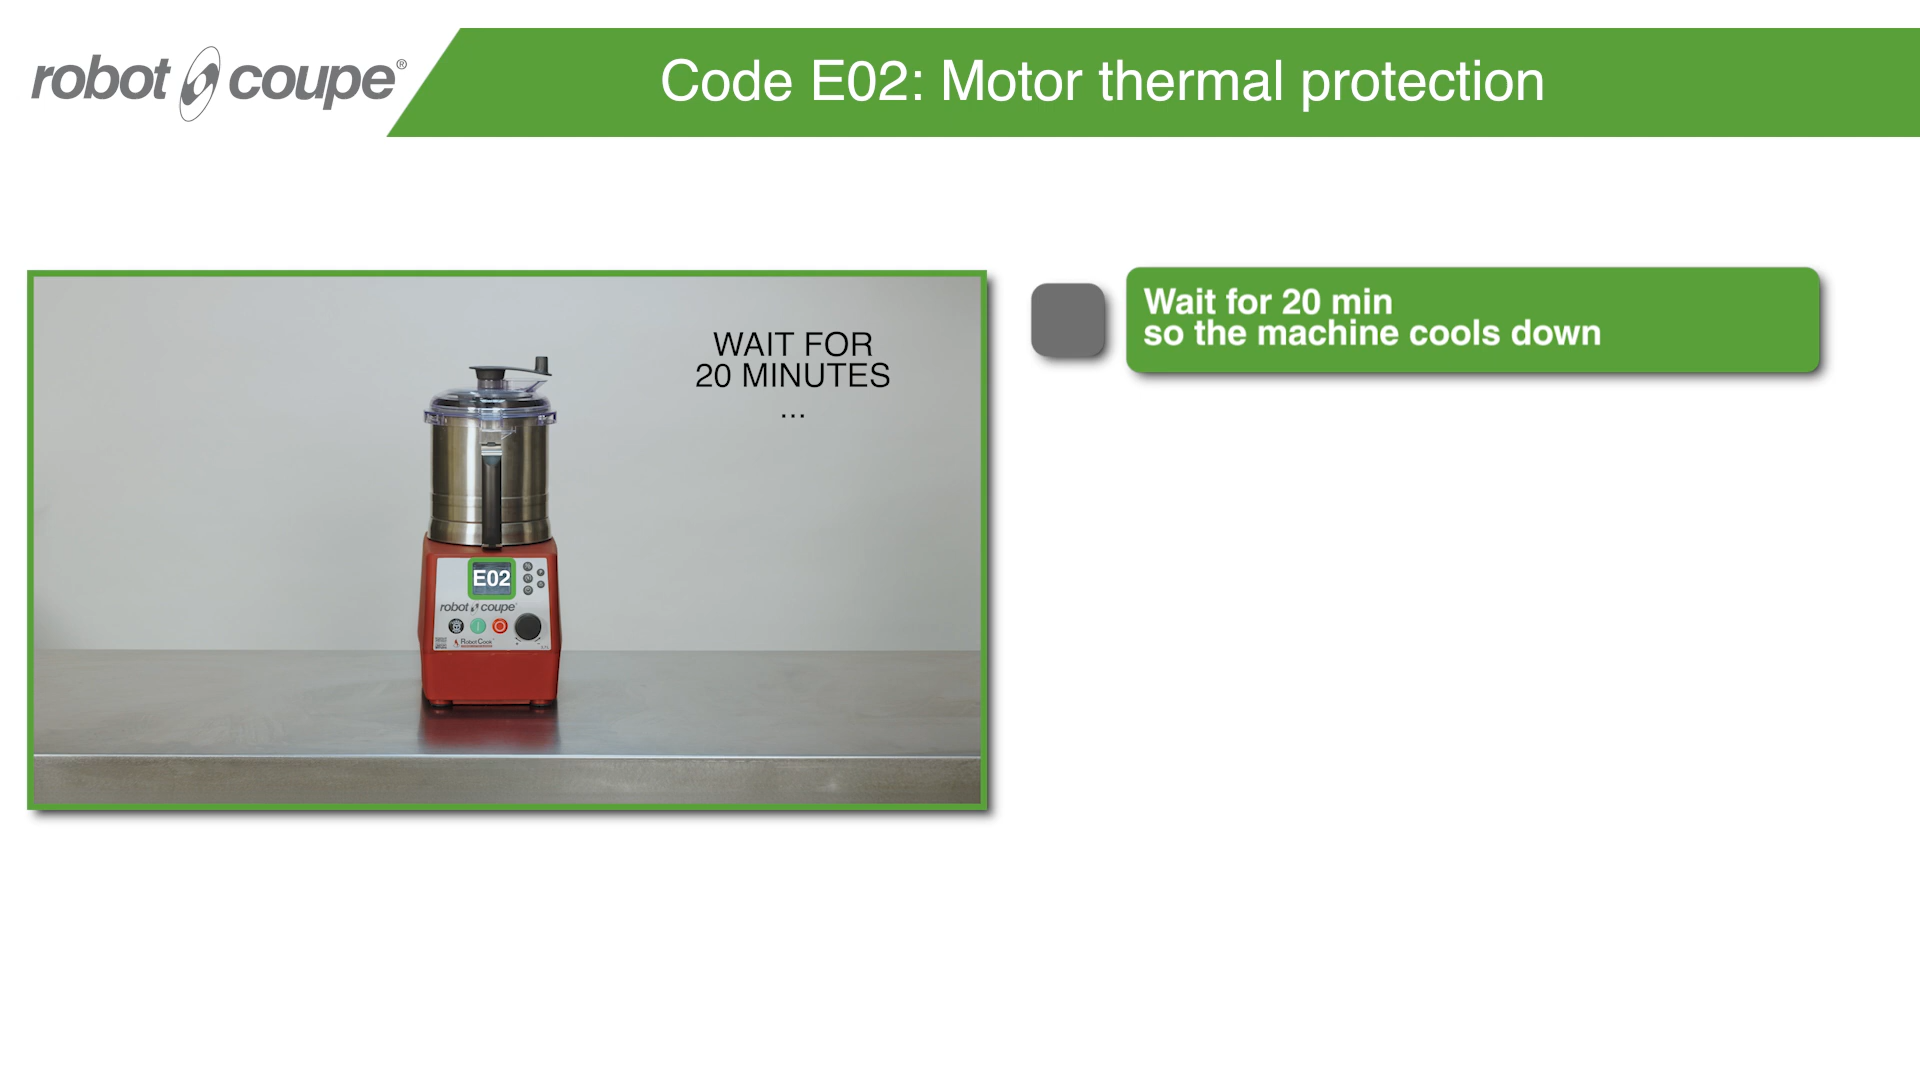 robot coupe®
Code E02: Motor thermal protection
WAIT FOR
20 MINUTES
...
Wait for 20 min
so the machine cools down
E02
robot coupe
RobotCook